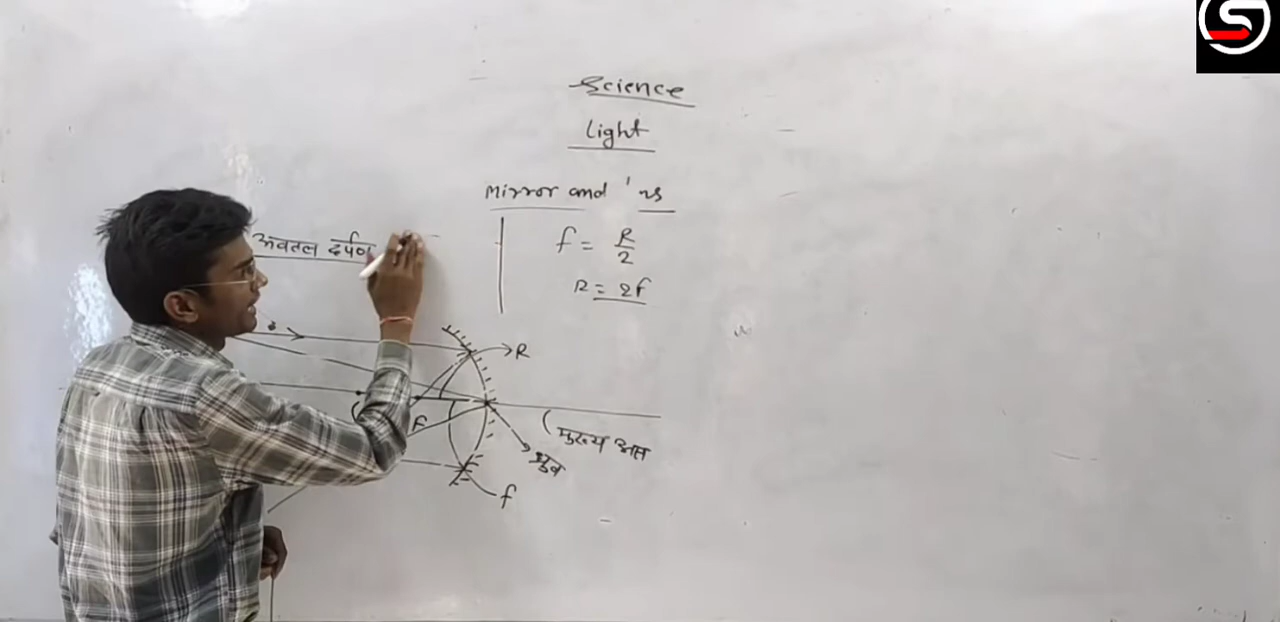 Science
Light
Mirror and
अवतल दर्पण
f = R/2
R = 2f
R
F
(मुख्य अक्ष
ध्रुव
f
S